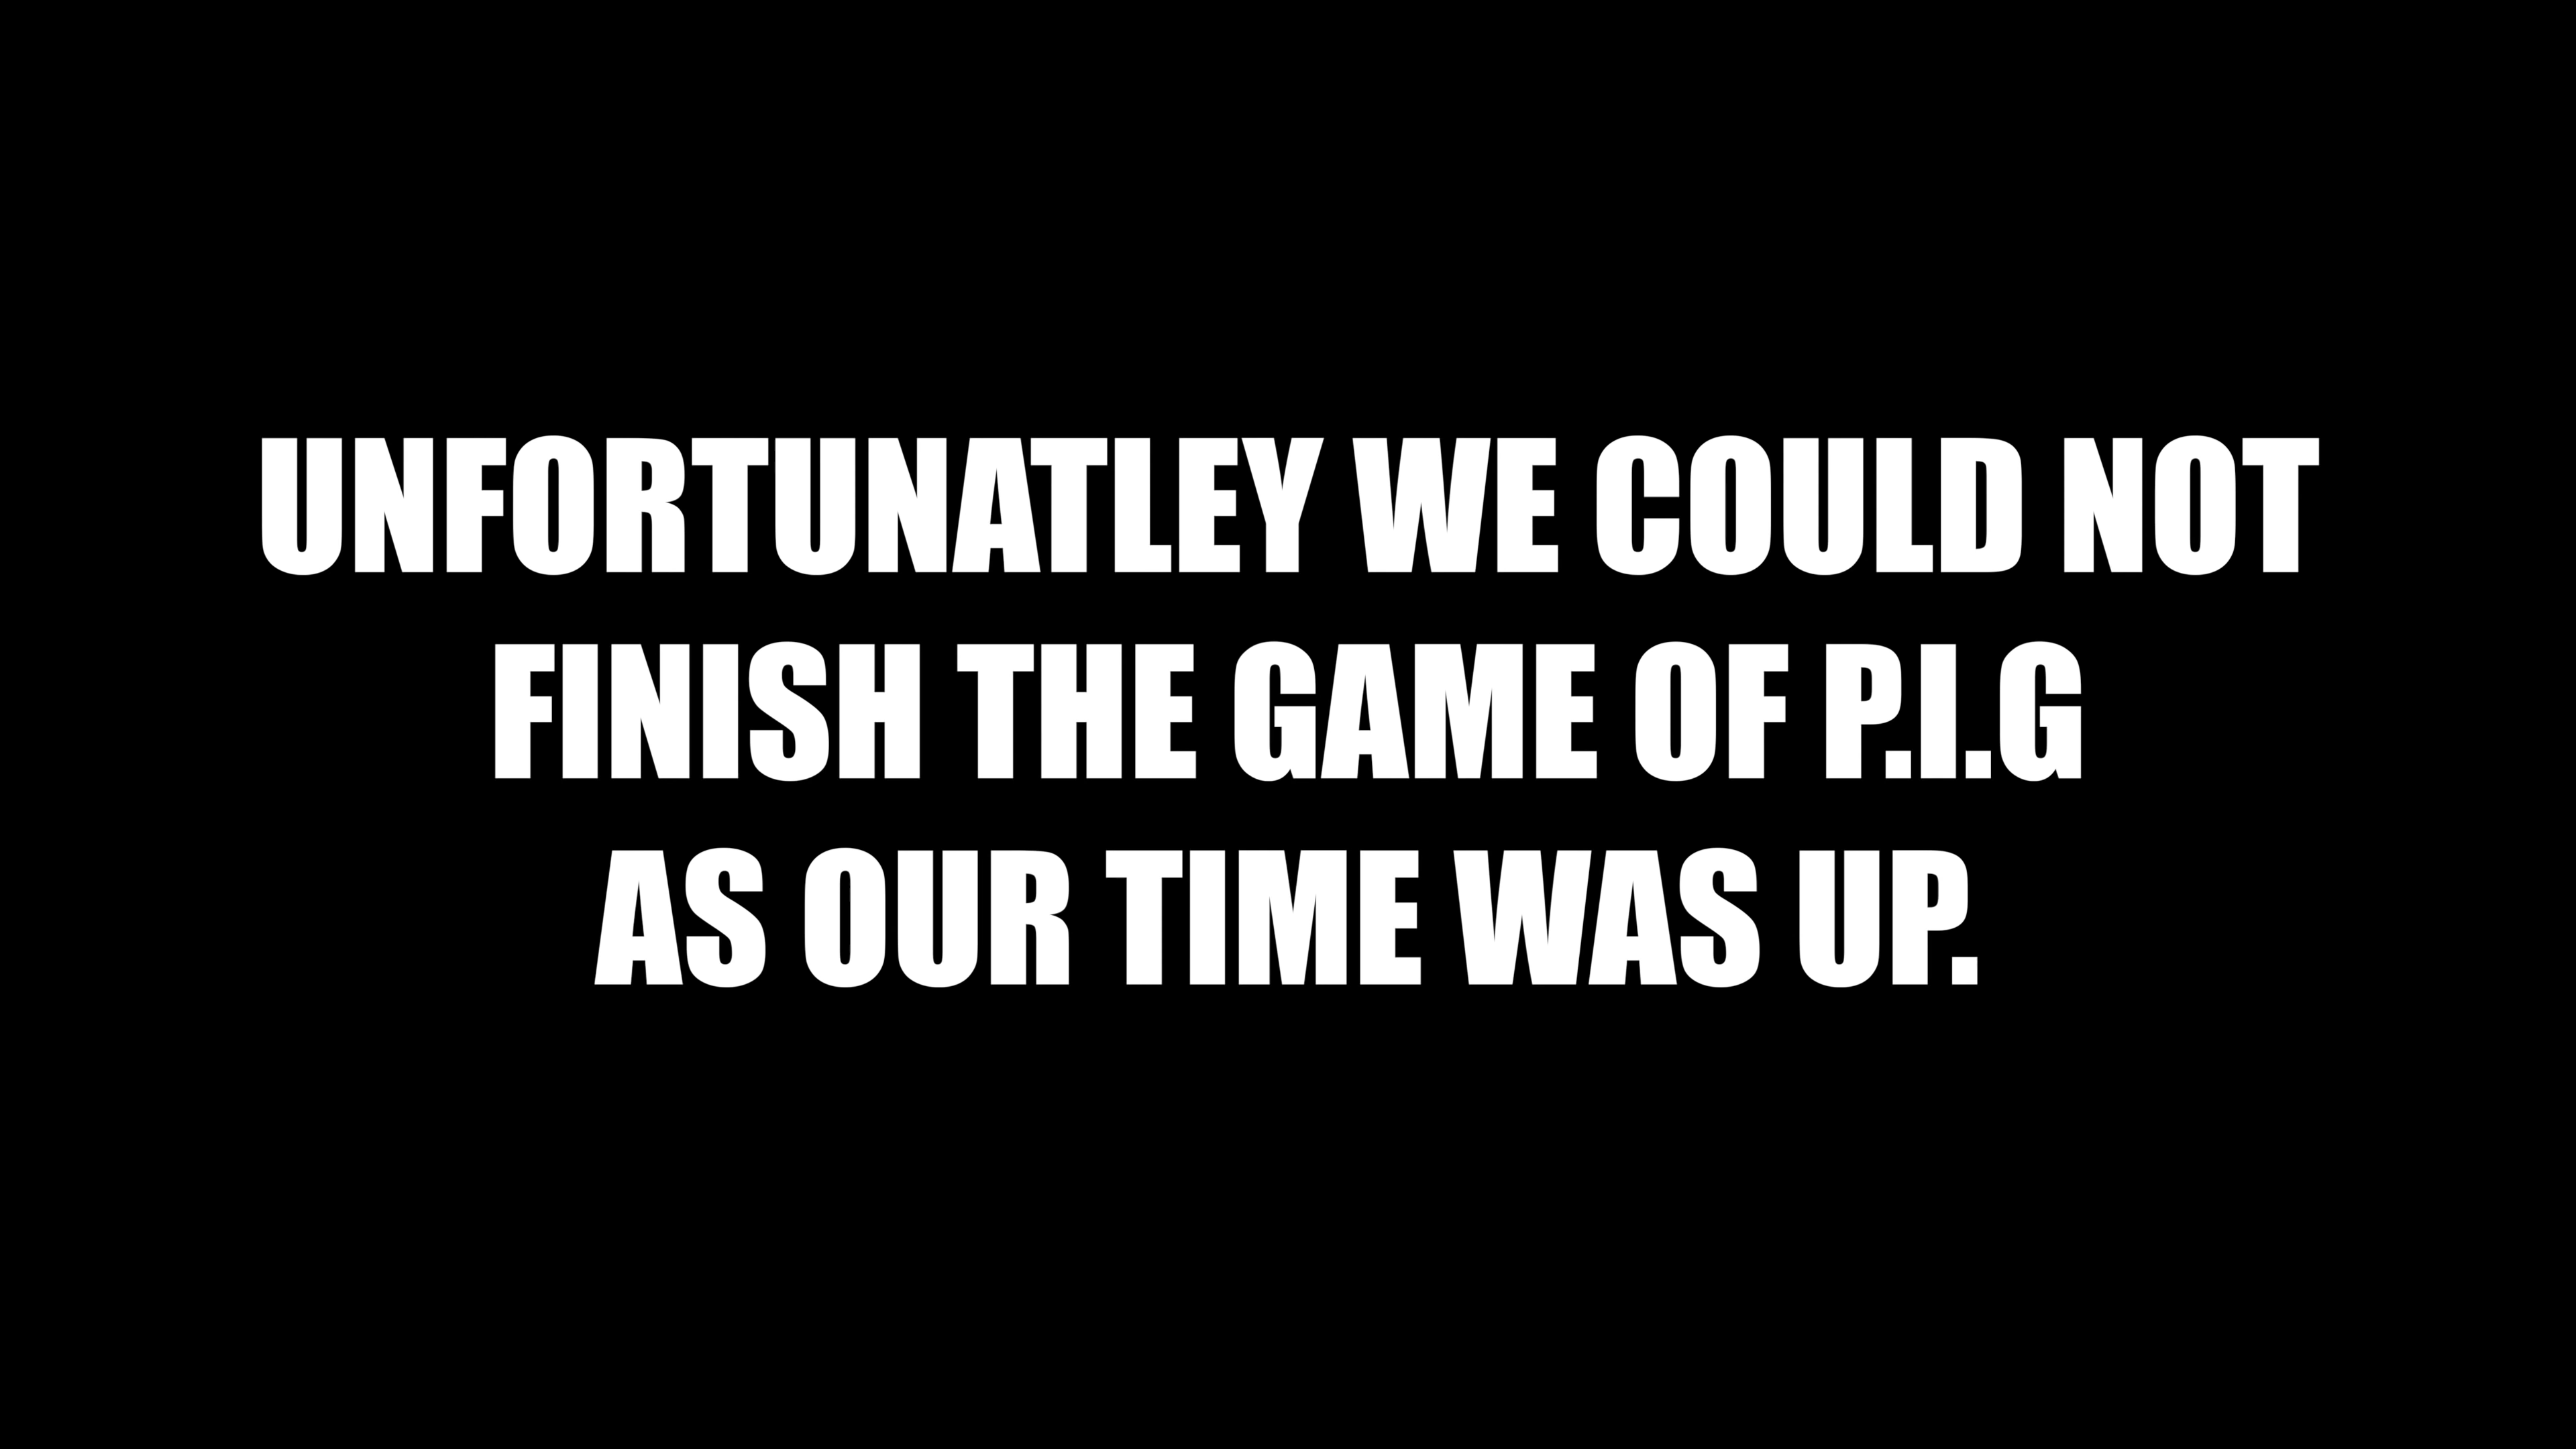 UNFORTUNATLEY WE COULD NOT
FINISH THE GAME OF P.I.G
AS OUR TIME WAS UP.